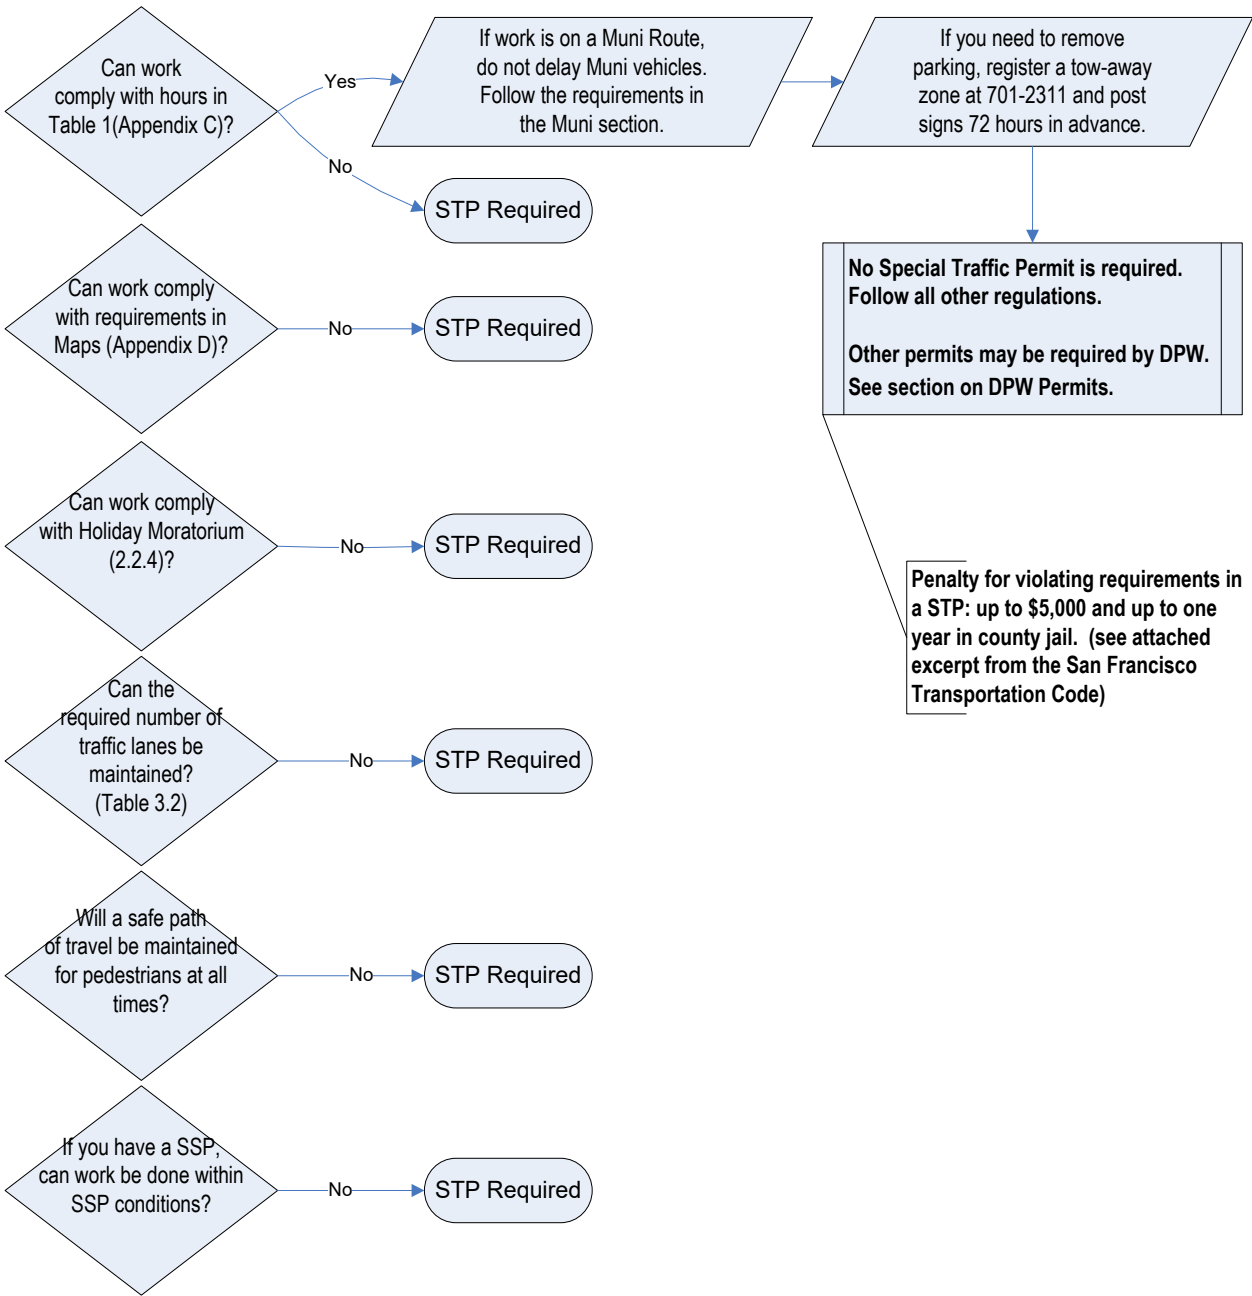 Can work
comply with hours in
Table 1(Appendix C)?
Yes
If work is on a Muni Route,
do not delay Muni vehicles.
Follow the requirements in
the Muni section.
If you need to remove
parking, register a tow-away
zone at 701-2311 and post
signs 72 hours in advance.
No
STP Required
No Special Traffic Permit is required.
Follow all other regulations.
Other permits may be required by DPW.
See section on DPW Permits.
Can work comply
with requirements in
Maps (Appendix D)?
No
STP Required
Can work comply
with Holiday Moratorium
(2.2.4)?
No
STP Required
Penalty for violating requirements in
a STP: up to $5,000 and up to one
year in county jail.  (see attached
excerpt from the San Francisco
Transportation Code)
Can the
required number of
traffic lanes be
maintained?
(Table 3.2)
No
STP Required
Will a safe path
of travel be maintained
for pedestrians at all
times?
No
STP Required
If you have a SSP,
can work be done within
SSP conditions?
No
STP Required